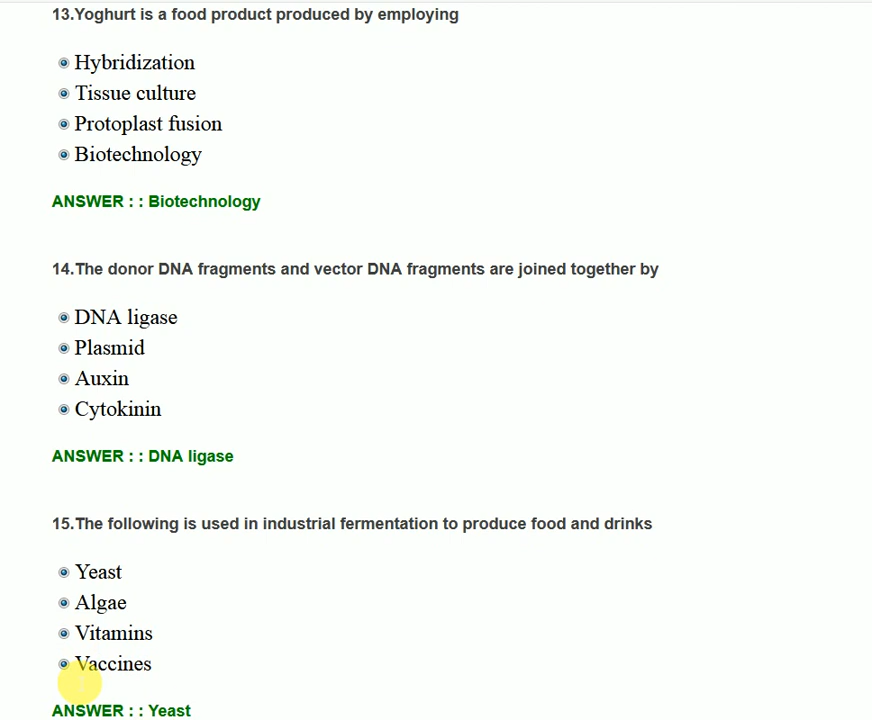 13.Yoghurt is a food product produced by employing
Hybridization
Tissue culture
Protoplast fusion
Biotechnology
ANSWER : : Biotechnology
14.The donor DNA fragments and vector DNA fragments are joined together by
DNA ligase
Plasmid
Auxin
Cytokinin
ANSWER : : DNA ligase
15.The following is used in industrial fermentation to produce food and drinks
Yeast
Algae
Vitamins
Vaccines
ANSWER : : Yeast